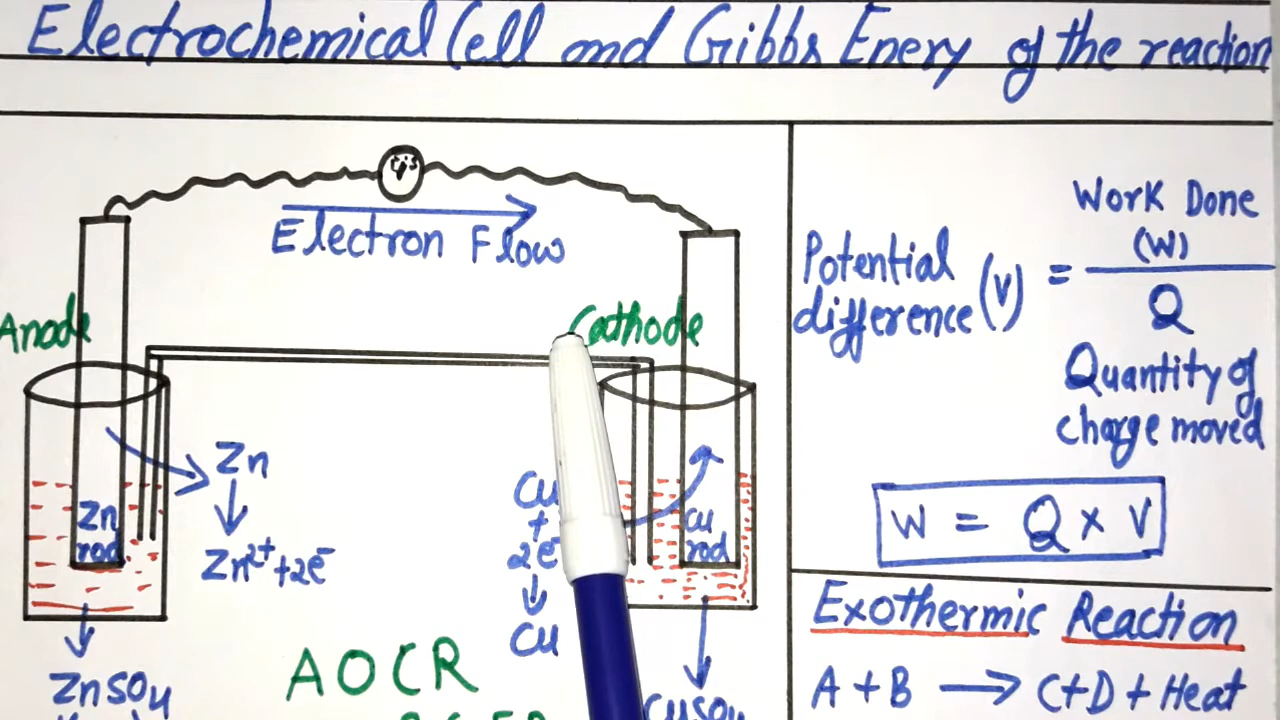 Electrochemical Cell and Gibbs Enery of the reaction
Electron Flow
Anode
Cathode
Zn
Zn²⁺+2e⁻
Zn
rod
ZnSO₄
Cu
+
2e⁻
Cu
Cu
rod
CuSO₄
AOCR
Potential
difference (V)
=
Work Done
(W)
Q
Quantity of
charge moved
W = Q × V
Exothermic Reaction
A + B → C+D + Heat